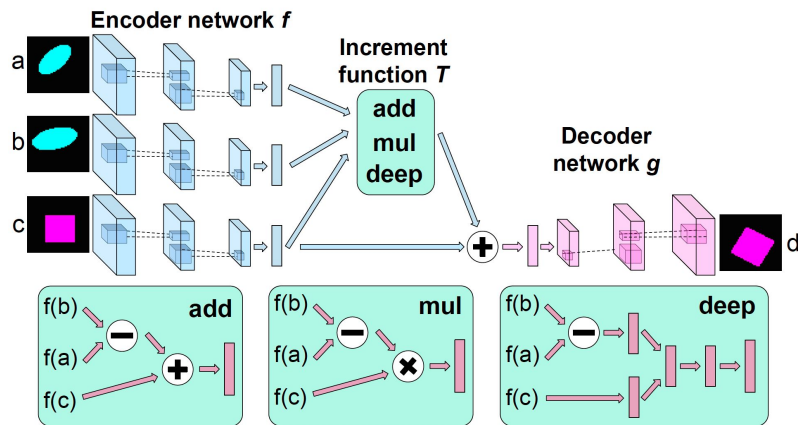 Encoder network f
a
b
c
Increment
function T
add
mul
deep
Decoder
network g
+
d
f(b)
f(a)
f(c)
−
+
add
f(b)
f(a)
f(c)
−
×
mul
f(b)
f(a)
f(c)
−
deep